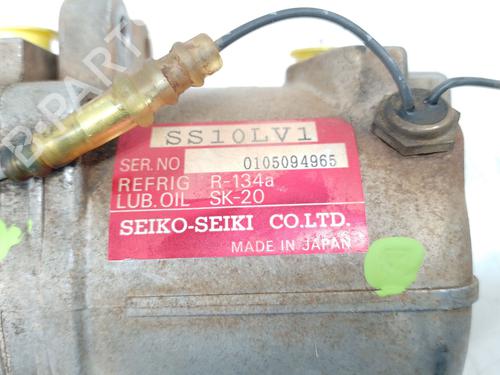 SS10LV1
SER. NO 0105094965
REFRIG R-134a
LUB. OIL SK-20
SEIKO-SEIKI CO.LTD.
MADE IN JAPAN